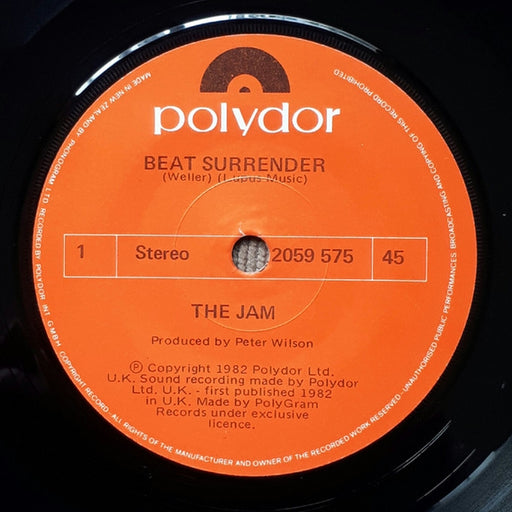 polydor
BEAT SURRENDER
(Weller) (Lupus Music)
1 Stereo 2059 575 45
THE JAM
Produced by Peter Wilson
℗ Copyright 1982 Polydor Ltd.
U.K. Sound recording made by Polydor
Ltd. U.K. - first published 1982
in U.K. Made by PolyGram
Records under exclusive
licence.
MADE IN NEW ZEALAND BY PHONOGRAM LTD. RECORDED BY POLYDOR INT. GMBH
COPYRIGHT RECORD. ALL RIGHTS OF THE MANUFACTURER AND OWNER OF THE RECORDED WORK RESERVED - UNAUTHORISED PUBLIC PERFORMANCES. BROADCASTING AND COPYING OF THIS RECORD PROHIBITED